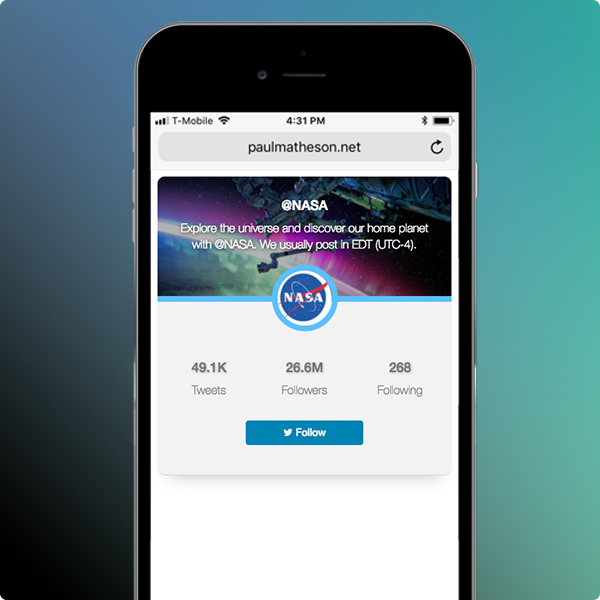 T-Mobile
4:31 PM
paulmatheson.net
@NASA
Explore the universe and discover our home planet
with @NASA. We usually post in EDT (UTC-4).
NASA
49.1K
26.6M
268
Tweets
Followers
Following
Follow